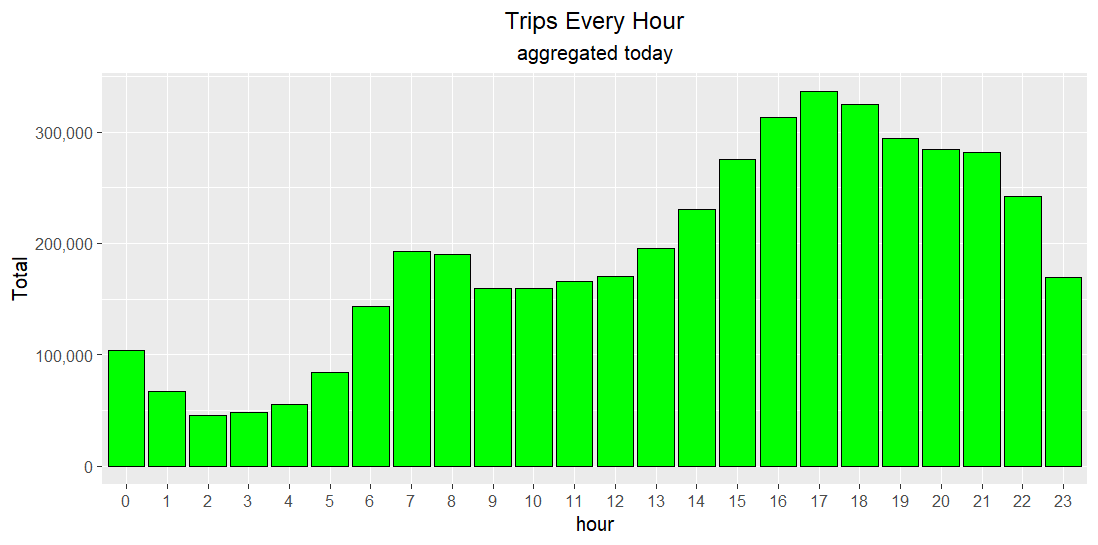 Trips Every Hour
aggregated today
Total
300,000
200,000
100,000
0
0 1 2 3 4 5 6 7 8 9 10 11 12 13 14 15 16 17 18 19 20 21 22 23
hour